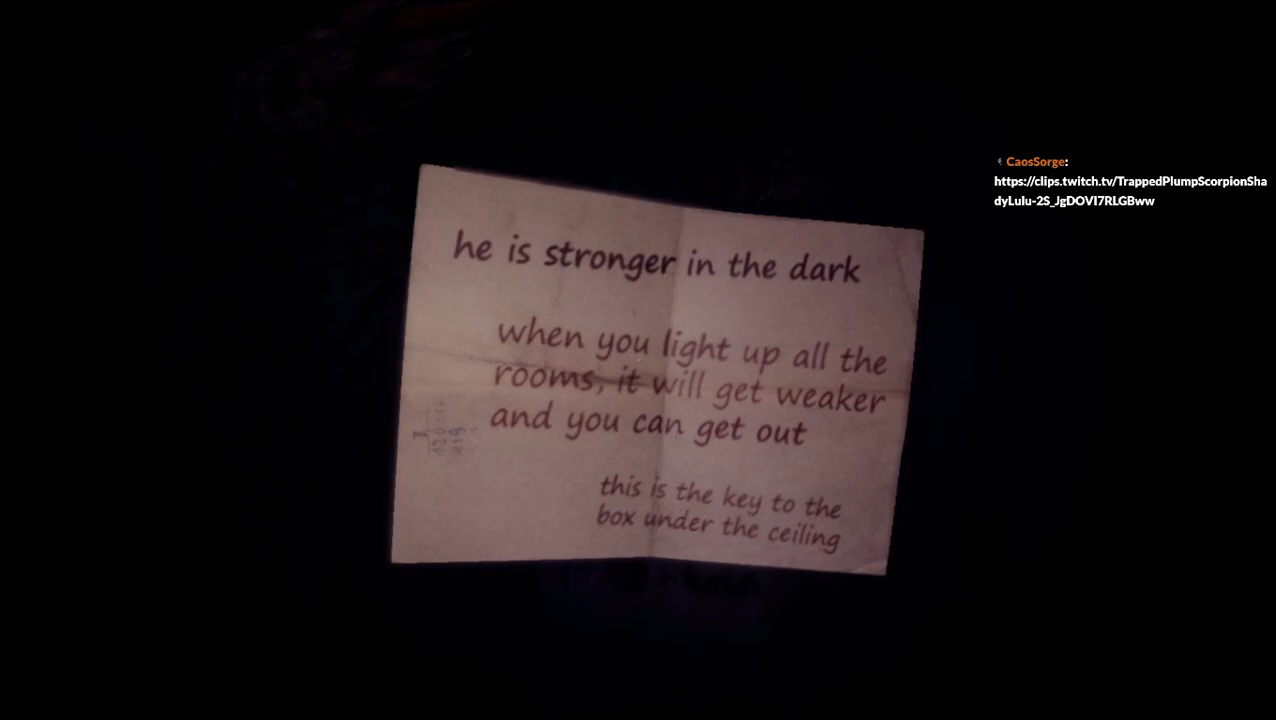 he is stronger in the dark
when you light up all the
rooms, it will get weaker
and you can get out
this is the key to the
box under the ceiling
CaosSorge:
https://clips.twitch.tv/TrappedPlumpScorpionSha
dyLulu-2S_JgDOVI7RLGBww